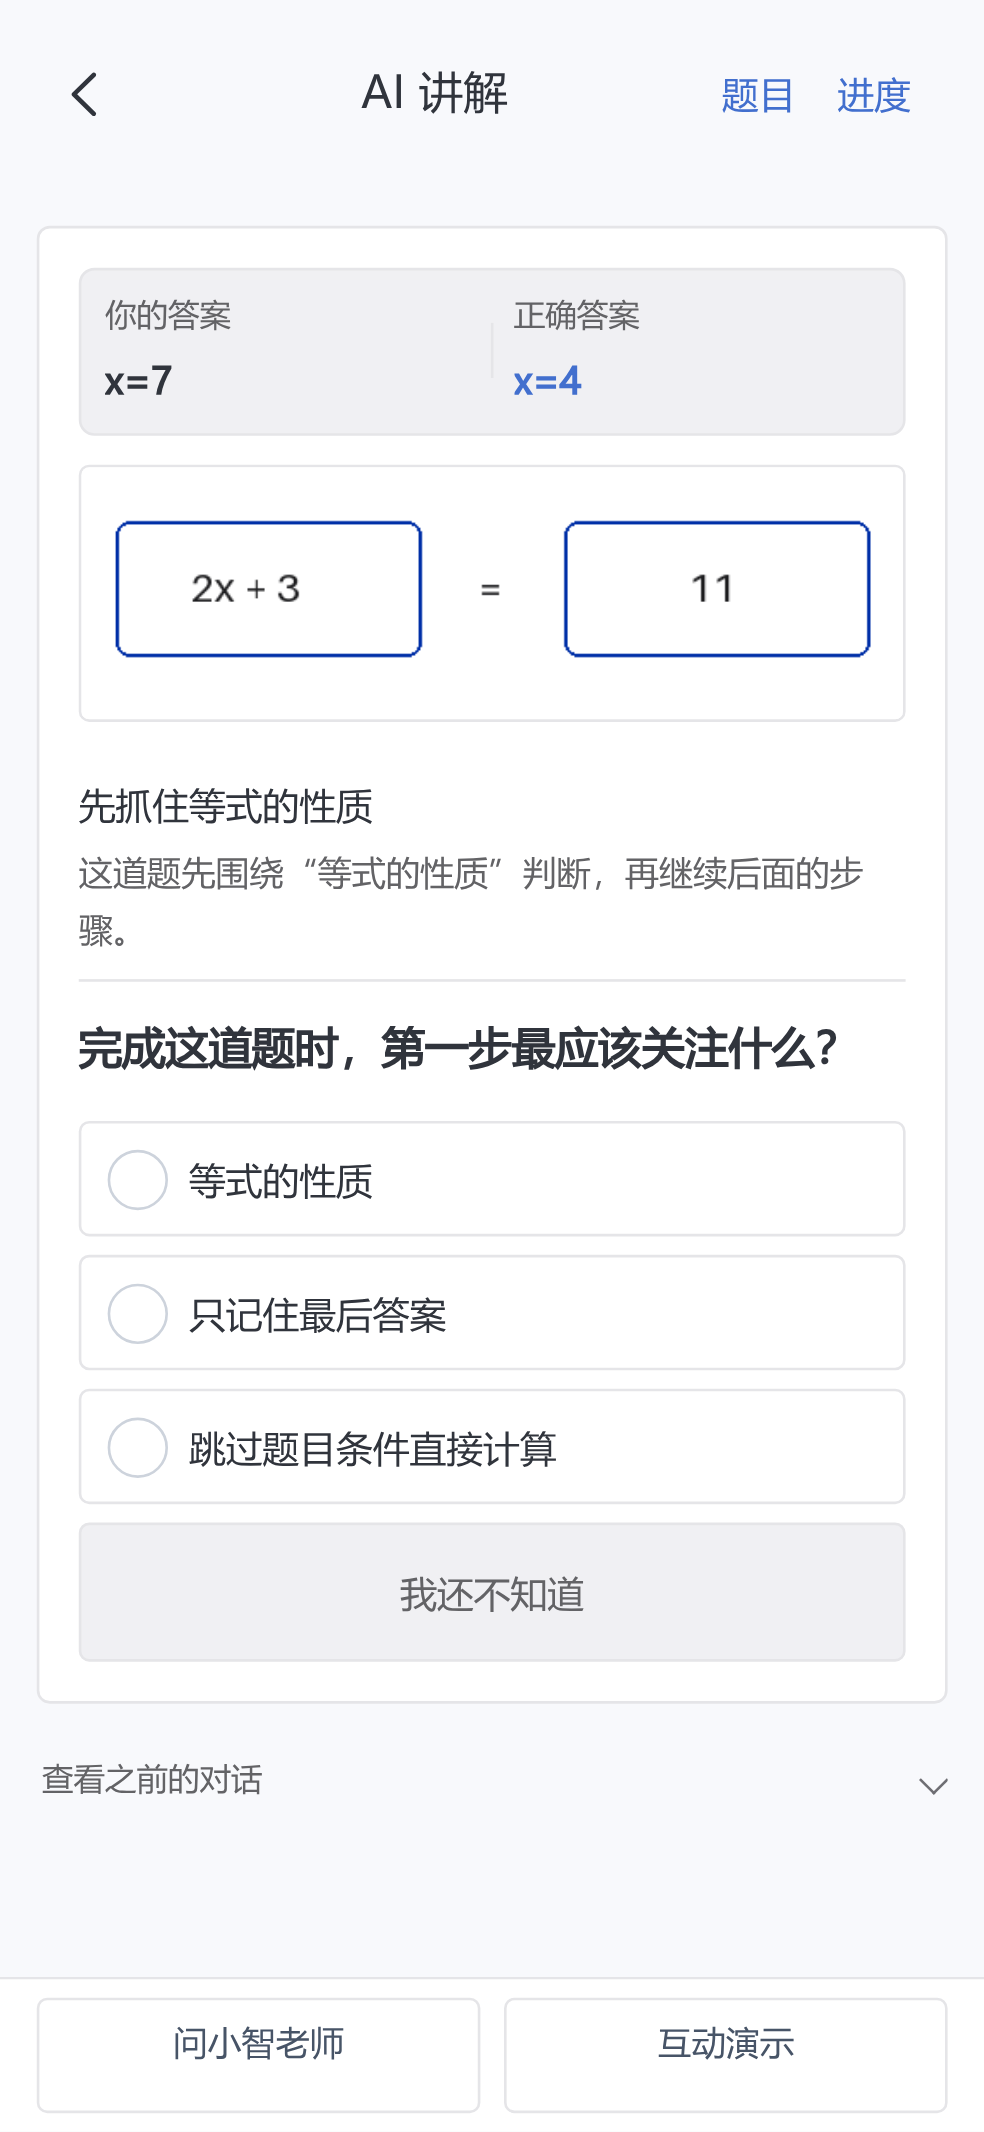 AI 讲解
题目
进度
你的答案
正确答案
x=7
x=4
2x + 3
=
11
先抓住等式的性质
这道题先围绕“等式的性质”判断，再继续后面的步
骤。
完成这道题时，第一步最应该关注什么？
等式的性质
只记住最后答案
跳过题目条件直接计算
我还不知道
查看之前的对话
问小智老师
互动演示